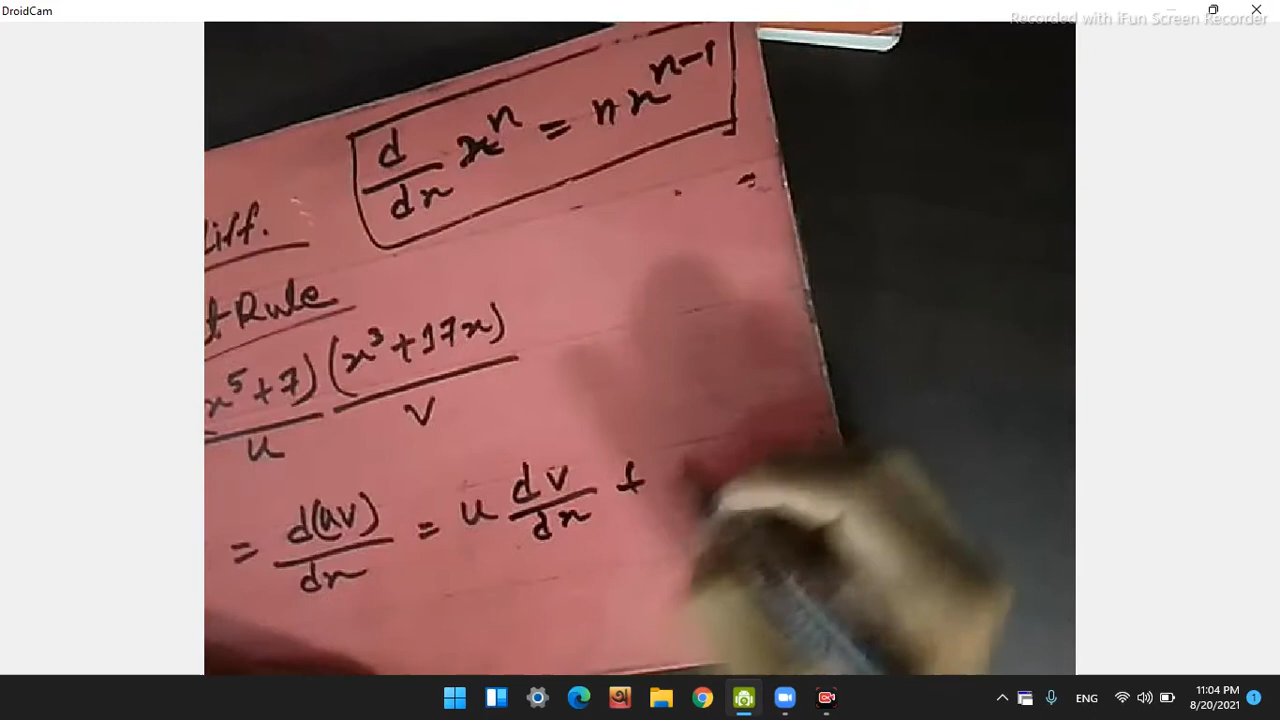 DroidCam
Recorded with iFun Screen Recorder
d/dx x^n = n x^{n-1}
Diff.
t Rule
x^5 + 7) (x^3 + 17x)
u v
= d(uv)/dx = u dv/dx +
ENG
11:04 PM
8/20/2021
1